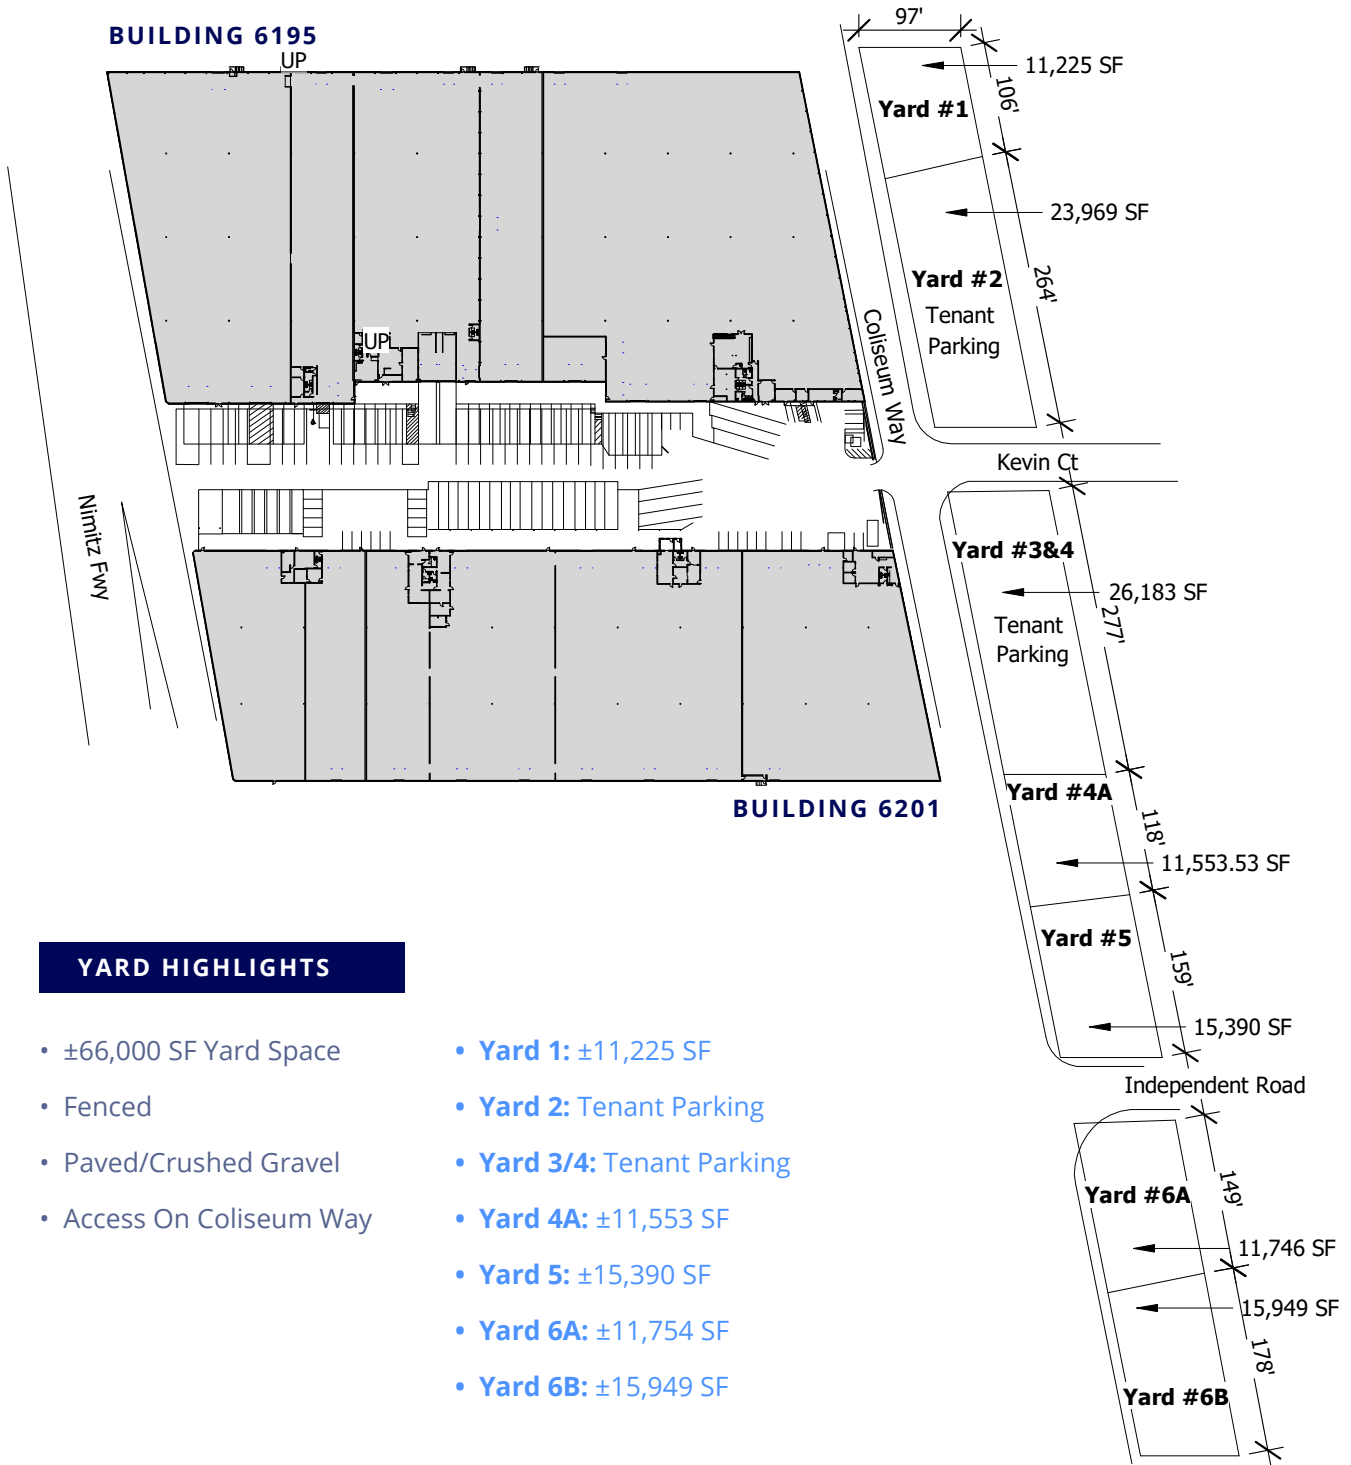 BUILDING 6195
UP
97'
11,225 SF
Yard #1
106'
23,969 SF
Yard #2
Tenant
Parking
264'
UP
Coliseum Way
Kevin Ct
Nimitz Fwy
Yard #3&4
26,183 SF
Tenant
Parking
277'
Yard #4A
BUILDING 6201
118'
11,553.53 SF
Yard #5
159'
15,390 SF
Independent Road
Yard #6A
149'
11,746 SF
15,949 SF
178'
Yard #6B
YARD HIGHLIGHTS
• ±66,000 SF Yard Space
• Fenced
• Paved/Crushed Gravel
• Access On Coliseum Way
• Yard 1: ±11,225 SF
• Yard 2: Tenant Parking
• Yard 3/4: Tenant Parking
• Yard 4A: ±11,553 SF
• Yard 5: ±15,390 SF
• Yard 6A: ±11,754 SF
• Yard 6B: ±15,949 SF